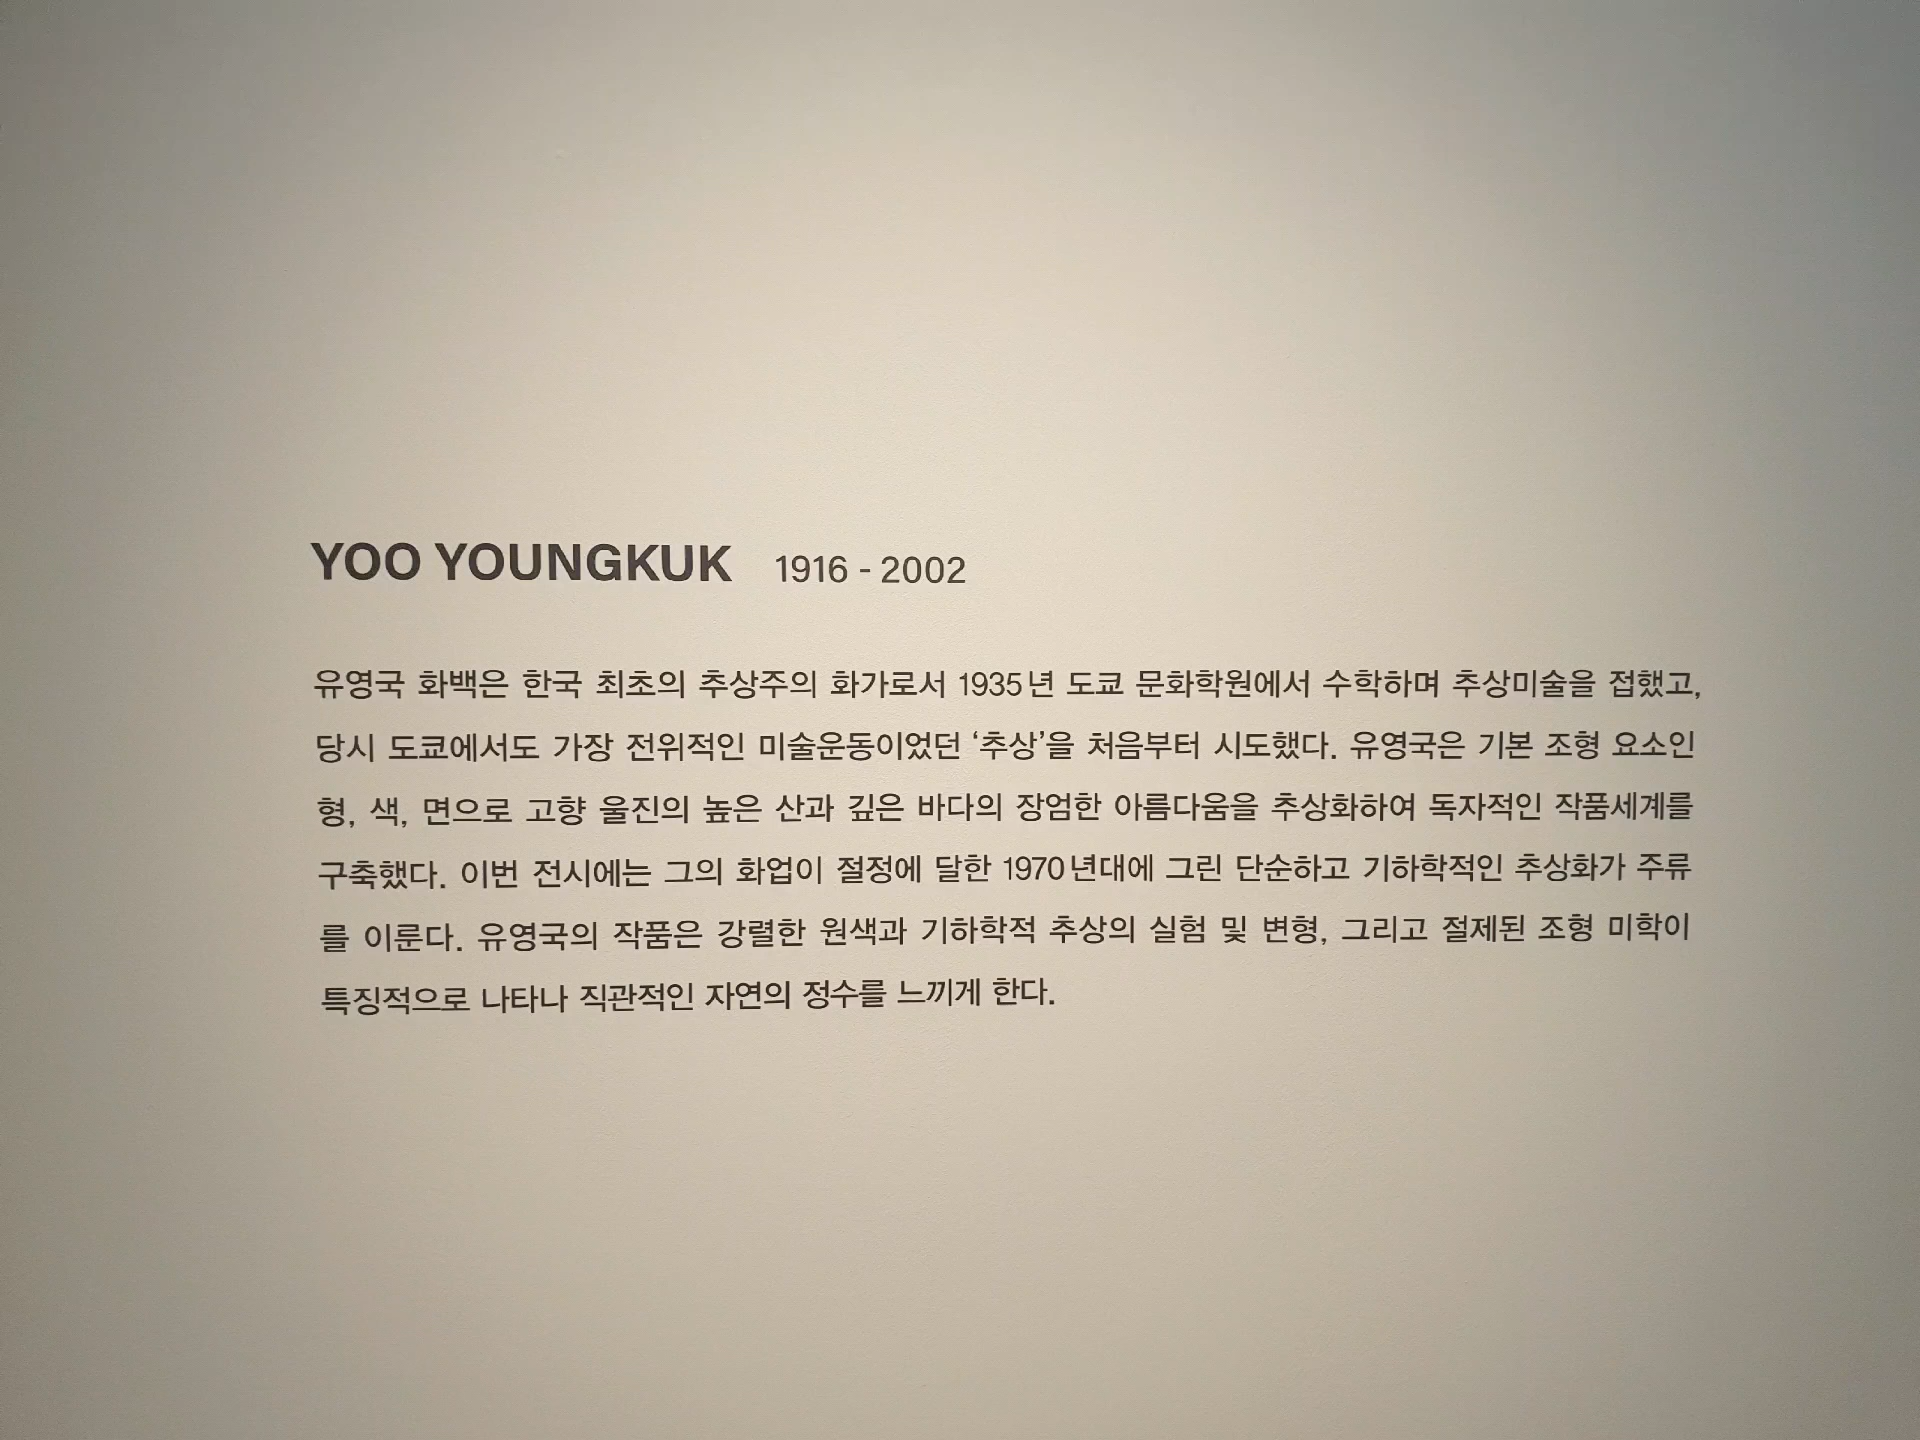 YOO YOUNGKUK 1916 - 2002
유영국 화백은 한국 최초의 추상주의 화가로서 1935년 도쿄 문화학원에서 수학하며 추상미술을 접했고,
당시 도쿄에서도 가장 전위적인 미술운동이었던 ‘추상’을 처음부터 시도했다. 유영국은 기본 조형 요소인
형, 색, 면으로 고향 울진의 높은 산과 깊은 바다의 장엄한 아름다움을 추상화하여 독자적인 작품세계를
구축했다. 이번 전시에는 그의 화업이 절정에 달한 1970년대에 그린 단순하고 기하학적인 추상화가 주류
를 이룬다. 유영국의 작품은 강렬한 원색과 기하학적 추상의 실험 및 변형, 그리고 절제된 조형 미학이
특징적으로 나타나 직관적인 자연의 정수를 느끼게 한다.